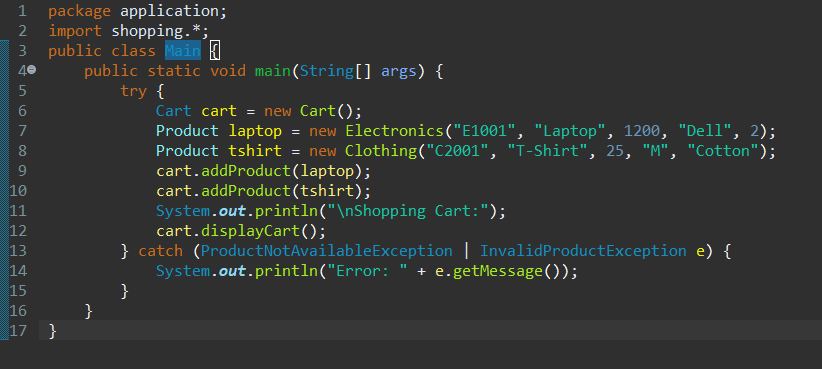 1 package application;
2 import shopping.*;
3 public class Main {
4 public static void main(String[] args) {
5 try {
6 Cart cart = new Cart();
7 Product laptop = new Electronics("E1001", "Laptop", 1200, "Dell", 2);
8 Product tshirt = new Clothing("C2001", "T-Shirt", 25, "M", "Cotton");
9 cart.addProduct(laptop);
10 cart.addProduct(tshirt);
11 System.out.println("\nShopping Cart:");
12 cart.displayCart();
13 } catch (ProductNotAvailableException | InvalidProductException e) {
14 System.out.println("Error: " + e.getMessage());
15 }
16 }
17 }